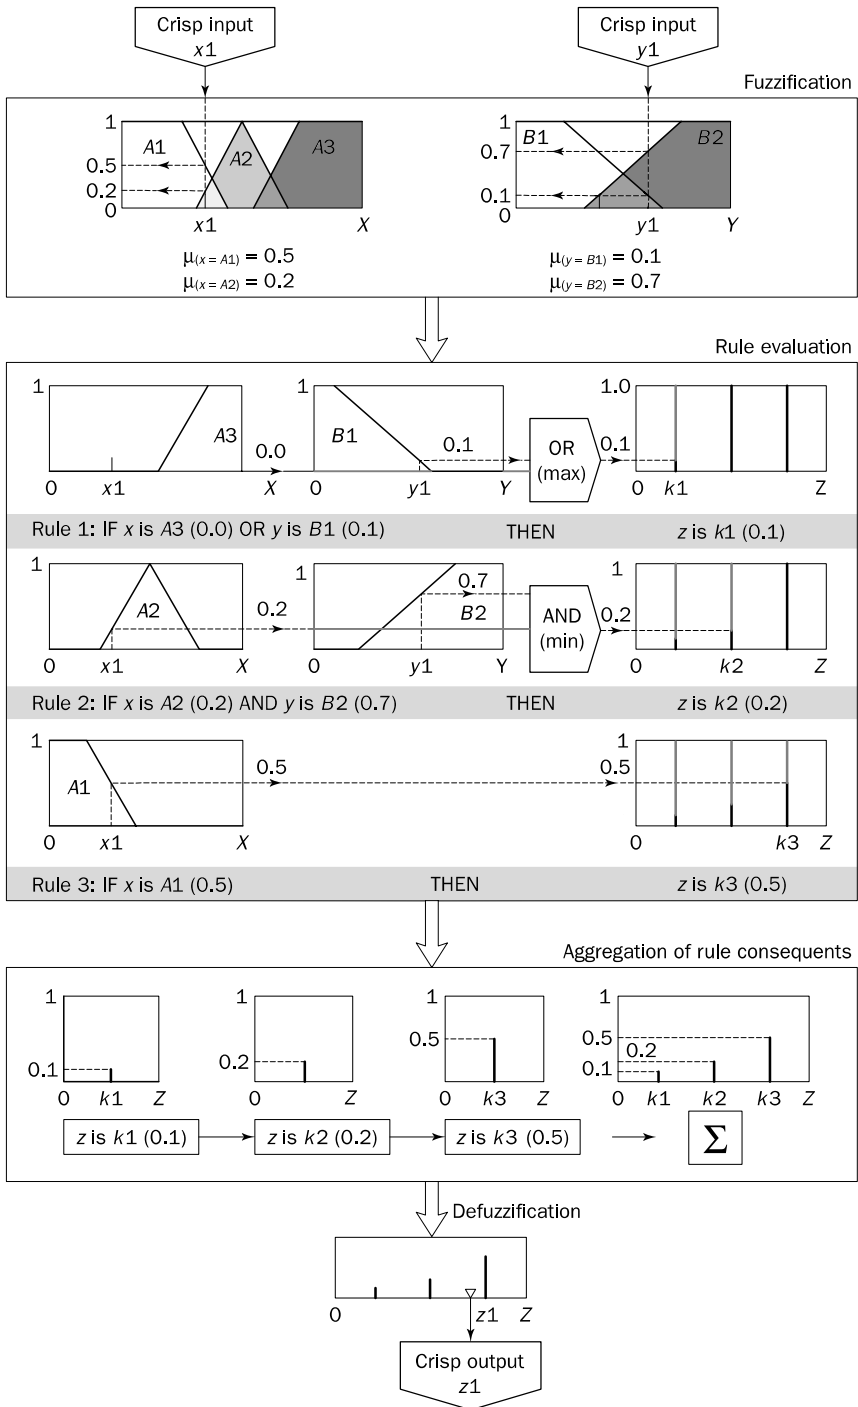 Crisp input
x1
Crisp input
y1
Fuzzification
1
A1
A2
A3
0.5
0.2
0
x1
X
1
B1
B2
0.7
0.1
0
y1
Y
μ(x = A1) = 0.5
μ(x = A2) = 0.2
μ(y = B1) = 0.1
μ(y = B2) = 0.7
Rule evaluation
1
A3
0.0
0
x1
X
1
B1
0.1
y1
Y
OR
(max)
0.1
1.0
0
k1
Z
Rule 1: IF x is A3 (0.0) OR y is B1 (0.1) THEN z is k1 (0.1)
1
A2
0.2
0
x1
X
1
0.7
B2
y1
Y
AND
(min)
0.2
1
0
k2
Z
Rule 2: IF x is A2 (0.2) AND y is B2 (0.7) THEN z is k2 (0.2)
1
A1
0.5
0
x1
X
0.5
1
0
k3
Z
Rule 3: IF x is A1 (0.5) THEN z is k3 (0.5)
Aggregation of rule consequents
1
0.1
0
k1
Z
1
0.2
0
Z
1
0.5
0
k3
Z
1
0.5
0.2
0.1
0
k1
k2
k3
Z
z is k1 (0.1)
z is k2 (0.2)
z is k3 (0.5)
Σ
Defuzzification
0
z1
Z
Crisp output
z1